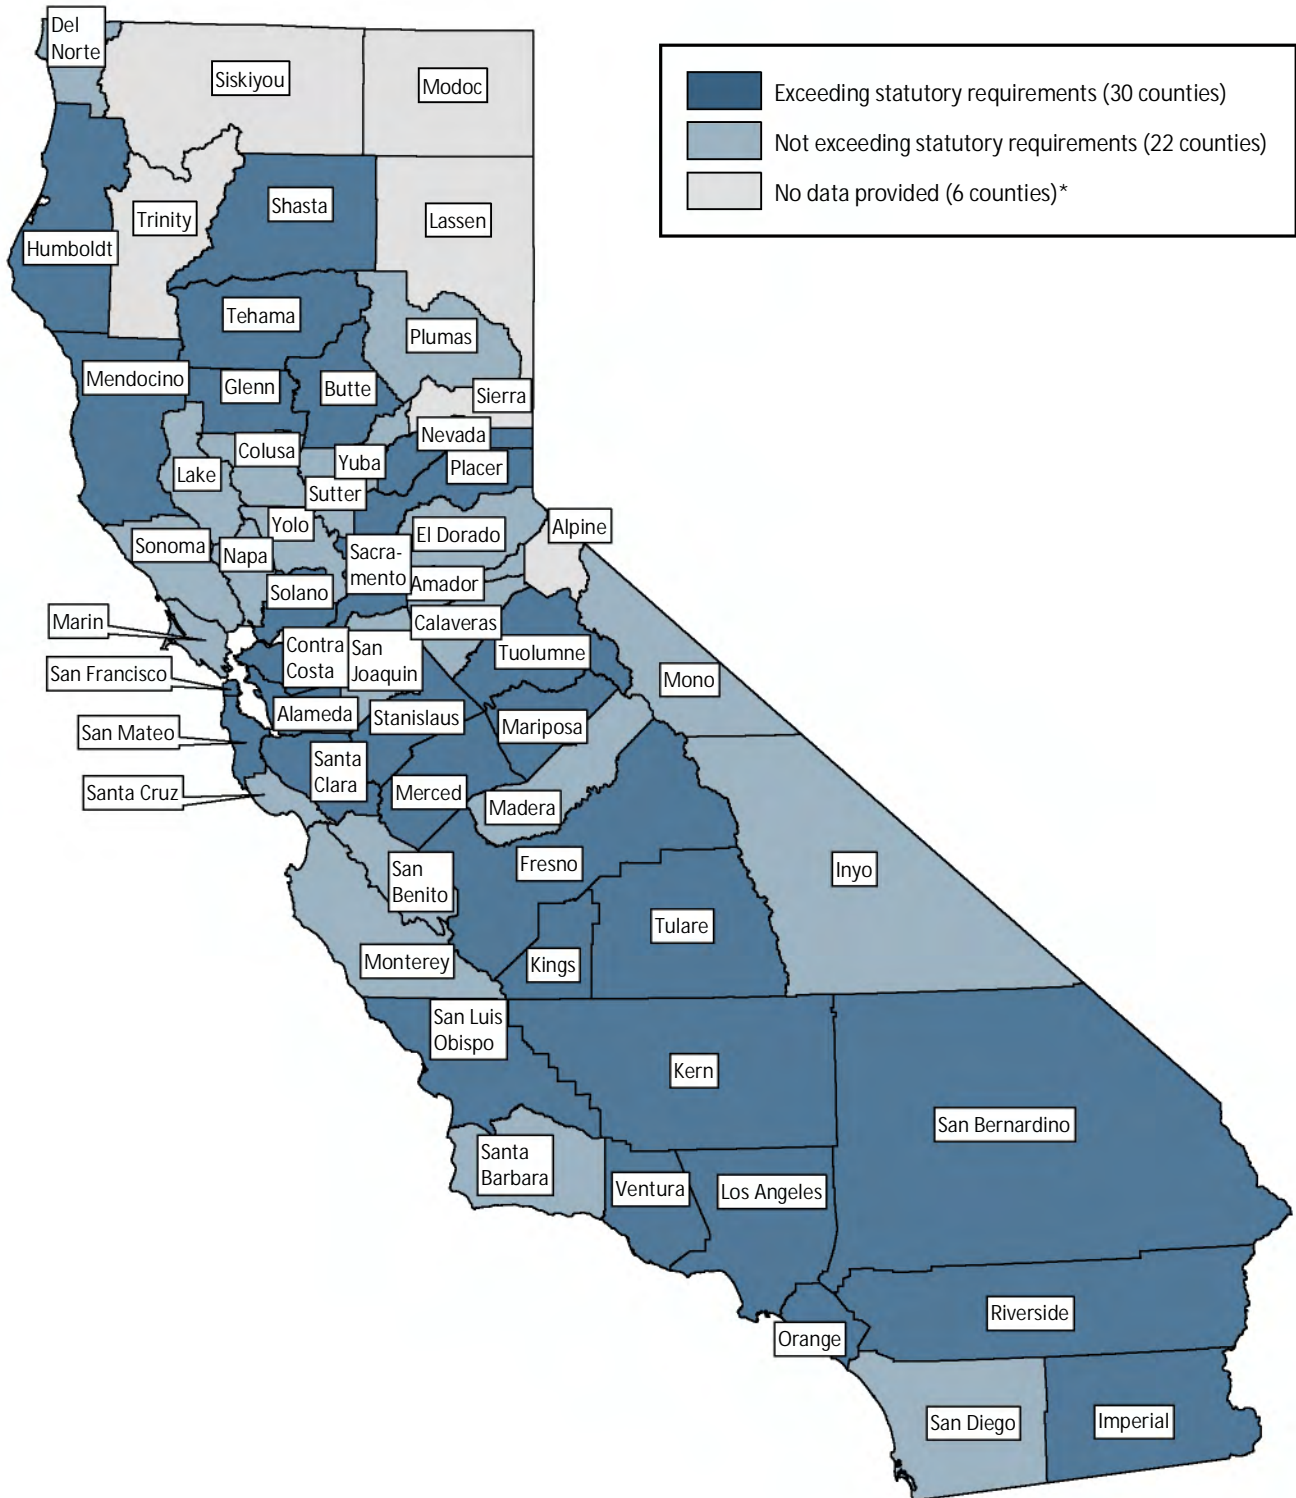 Del
Norte
Siskiyou
Modoc
Exceeding statutory requirements (30 counties)
Not exceeding statutory requirements (22 counties)
No data provided (6 counties)*
Trinity
Shasta
Lassen
Humboldt
Tehama
Plumas
Mendocino
Glenn
Butte
Sierra
Nevada
Colusa
Yuba
Placer
Lake
Sutter
Yolo
El Dorado
Alpine
Sonoma
Napa
Sacra-
mento
Solano
Amador
Marin
Calaveras
Contra
Costa
San
Joaquin
Tuolumne
San Francisco
Mono
Alameda
Stanislaus
Mariposa
San Mateo
Santa
Clara
Santa Cruz
Merced
Madera
San
Benito
Fresno
Inyo
Tulare
Monterey
Kings
San Luis
Obispo
Kern
San Bernardino
Santa
Barbara
Ventura
Los Angeles
Riverside
Orange
San Diego
Imperial